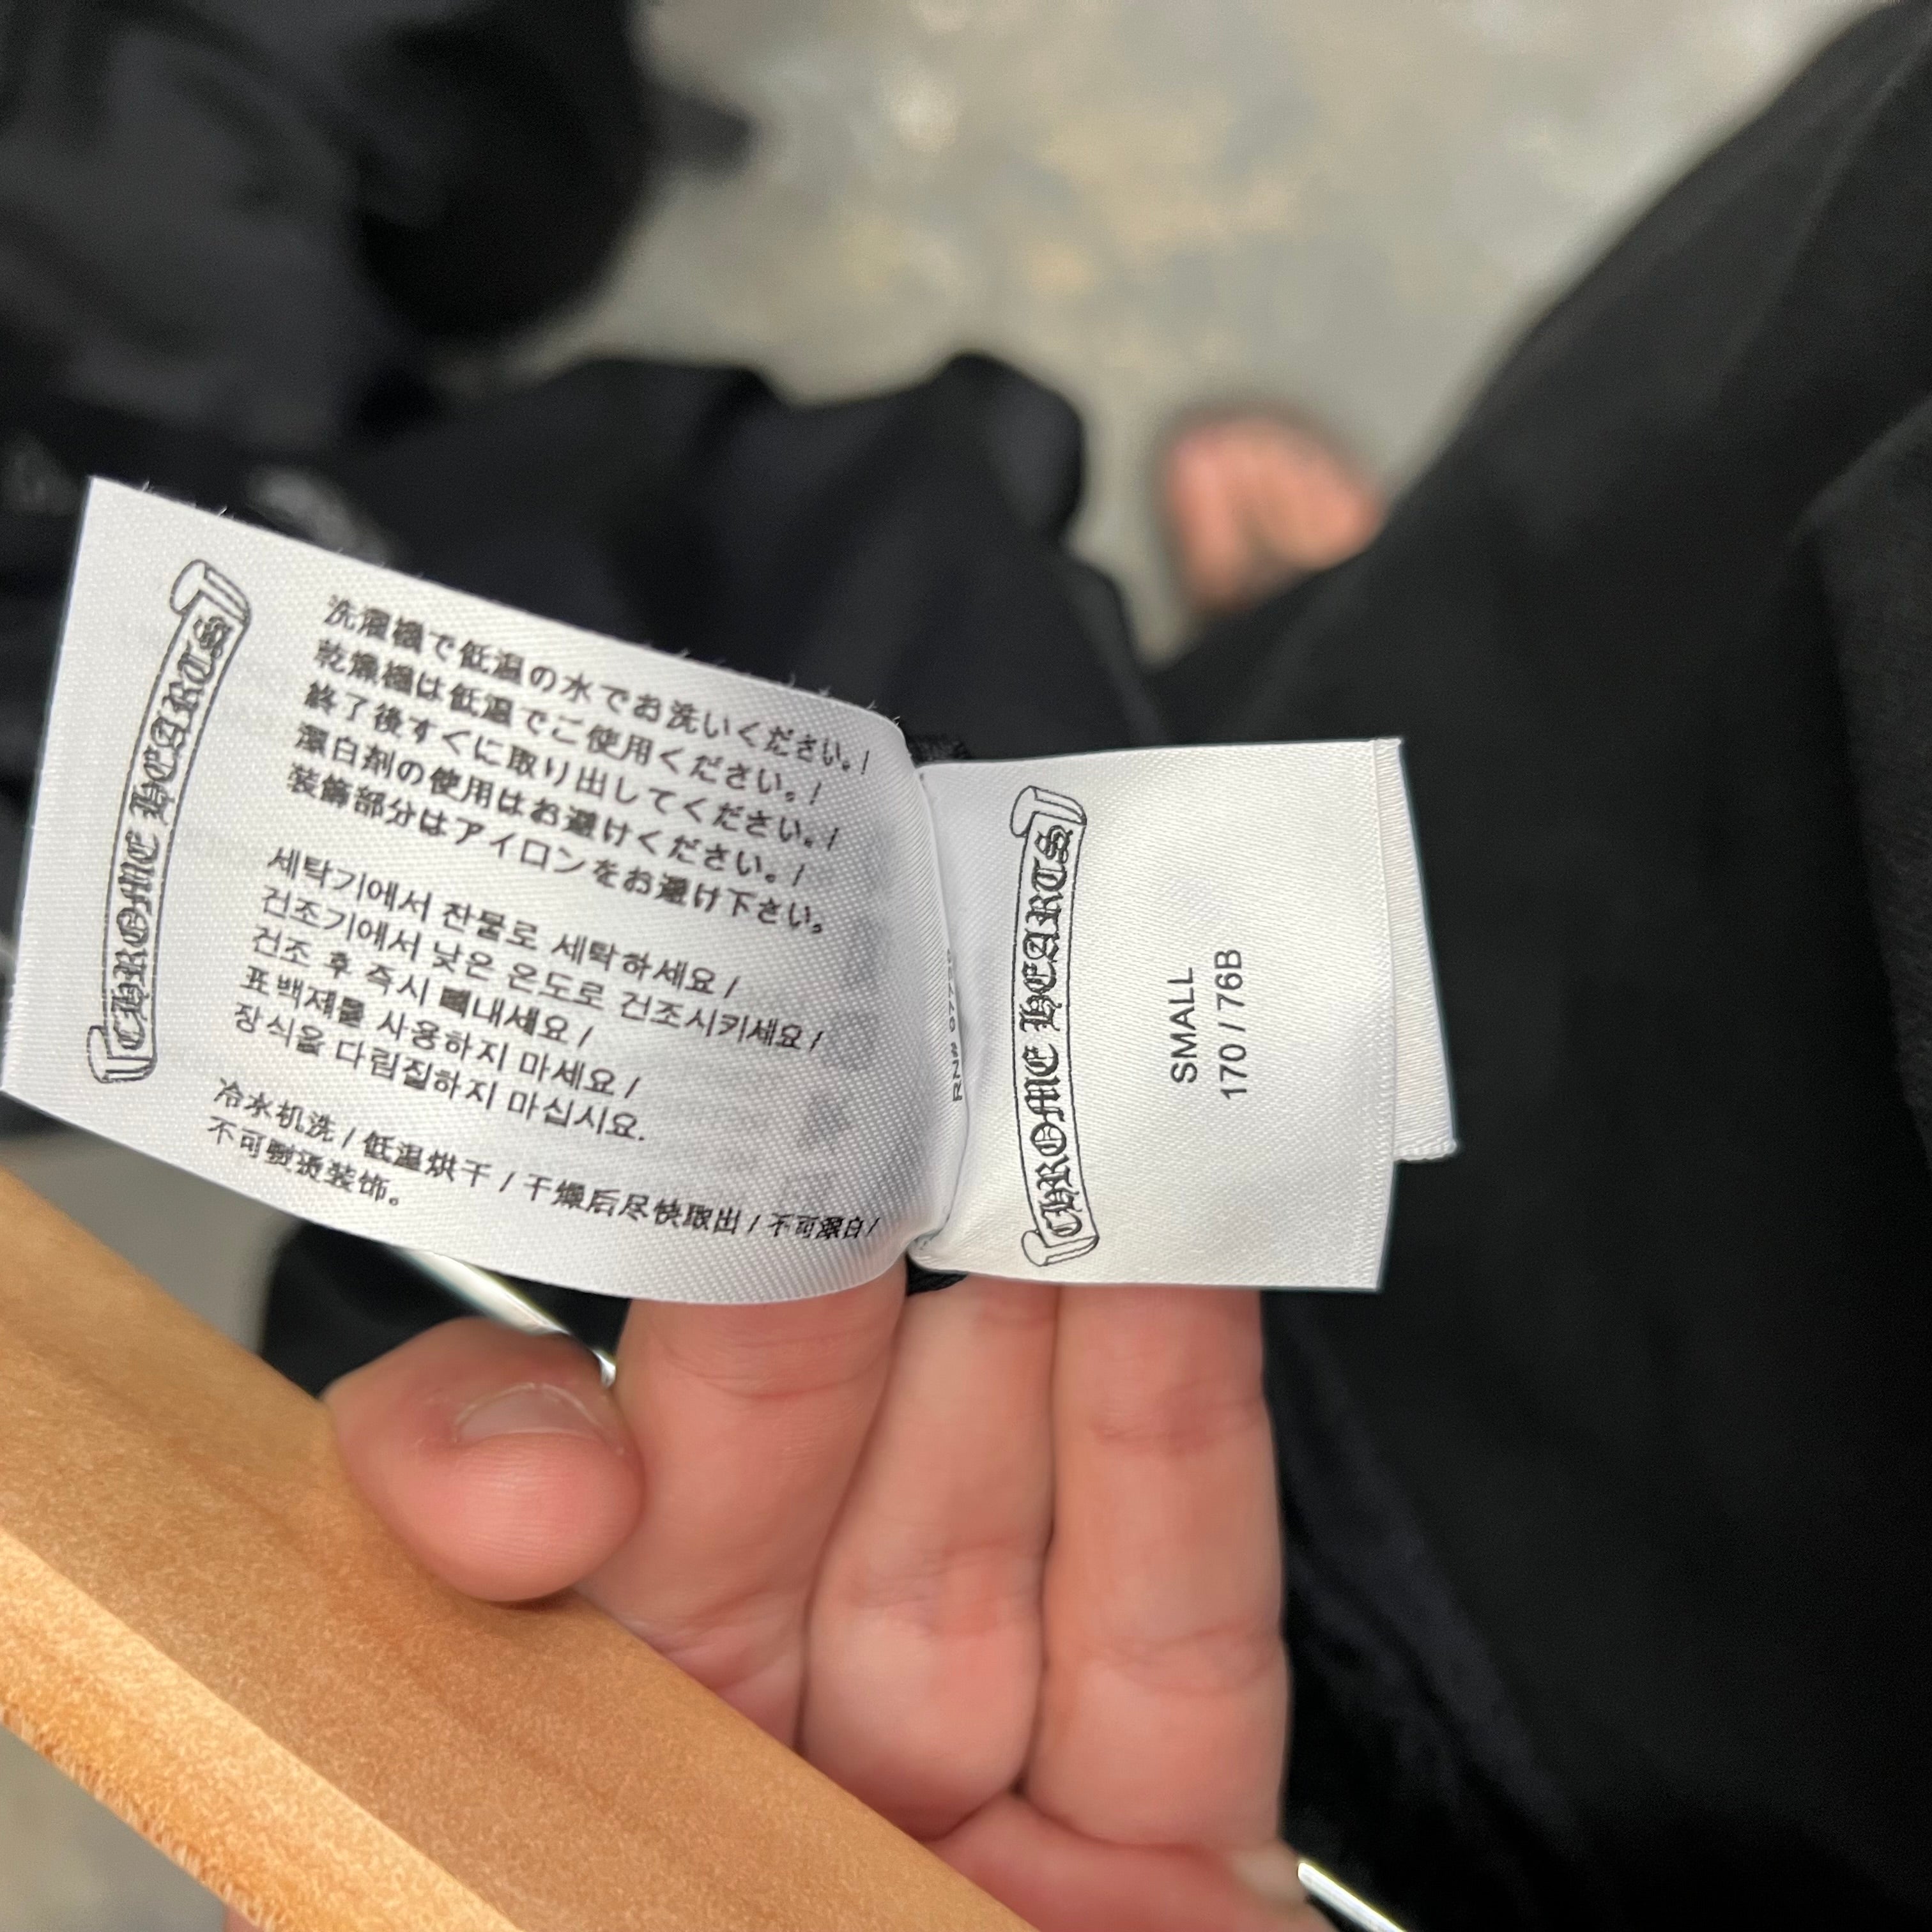 CHROME HEARTS
洗濯機で低温の水でお洗いください。/
乾燥機は低温でご使用ください。/
終了後すぐに取り出してください。/
漂白剤の使用はお避けください。/
装飾部分はアイロンをお避け下さい。
세탁기에서 찬물로 세탁하세요 /
건조기에서 낮은 온도로 건조시키세요 /
건조 후 즉시 빼내세요 /
표백제를 사용하지 마세요 /
장식을 다림질하지 마십시요.
冷水机洗 / 低温烘干 / 干燥后尽快取出 / 不可漂白 /
不可熨烫装饰。
CHROME HEARTS
SMALL
170 / 76B